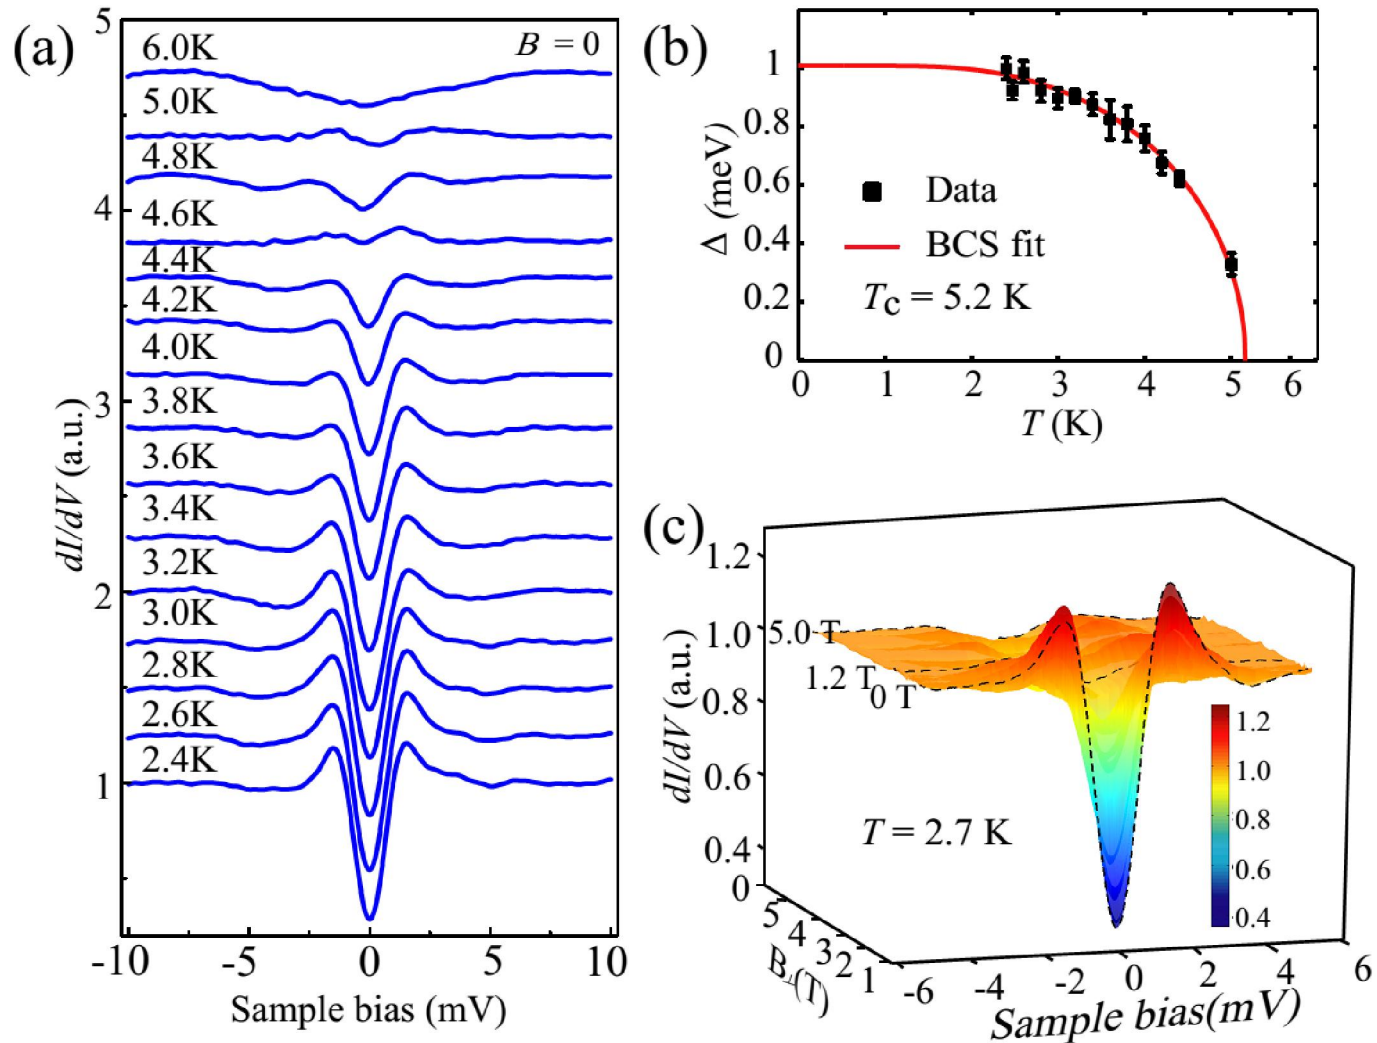 (a)
B = 0
5
4
3
2
1
dI/dV (a.u.)
6.0K
5.0K
4.8K
4.6K
4.4K
4.2K
4.0K
3.8K
3.6K
3.4K
3.2K
3.0K
2.8K
2.6K
2.4K
-10 -5 0 5 10
Sample bias (mV)
(b)
1
0.8
0.6
0.4
0.2
0
Δ (meV)
Data
BCS fit
Tc = 5.2 K
0 1 2 3 4 5 6
T (K)
(c)
1.2
1.0
0.8
0.6
0.4
0
dI/dV (a.u.)
5.0 T
1.2 T
0 T
T = 2.7 K
1.2
1.0
0.8
0.6
0.4
5 4 3 2 1
B⊥(T)
-6 -4 -2 0 2 4 6
Sample bias(mV)